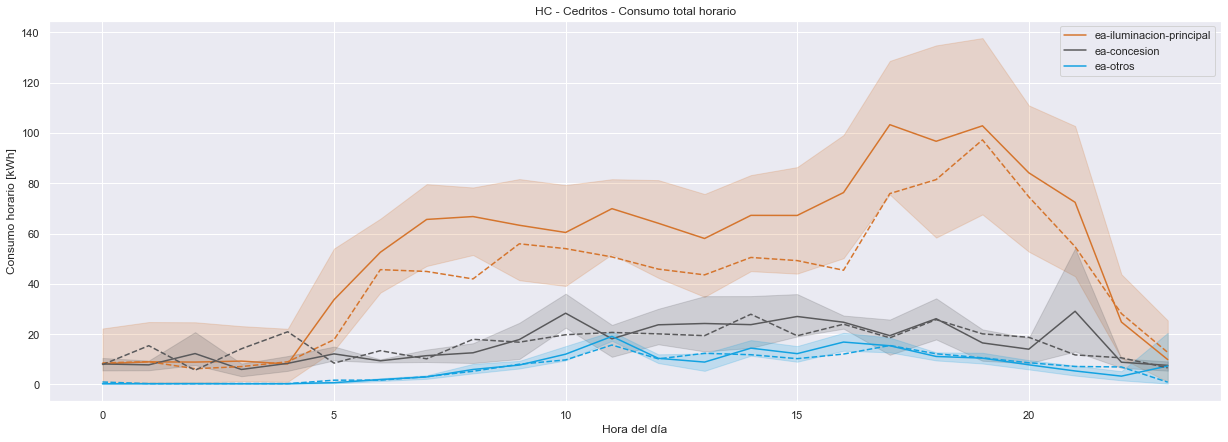 HC - Cedritos - Consumo total horario
140
120
100
80
60
40
20
0
Consumo horario [kWh]
ea-iluminacion-principal
ea-concesion
ea-otros
0 5 10 15 20
Hora del día